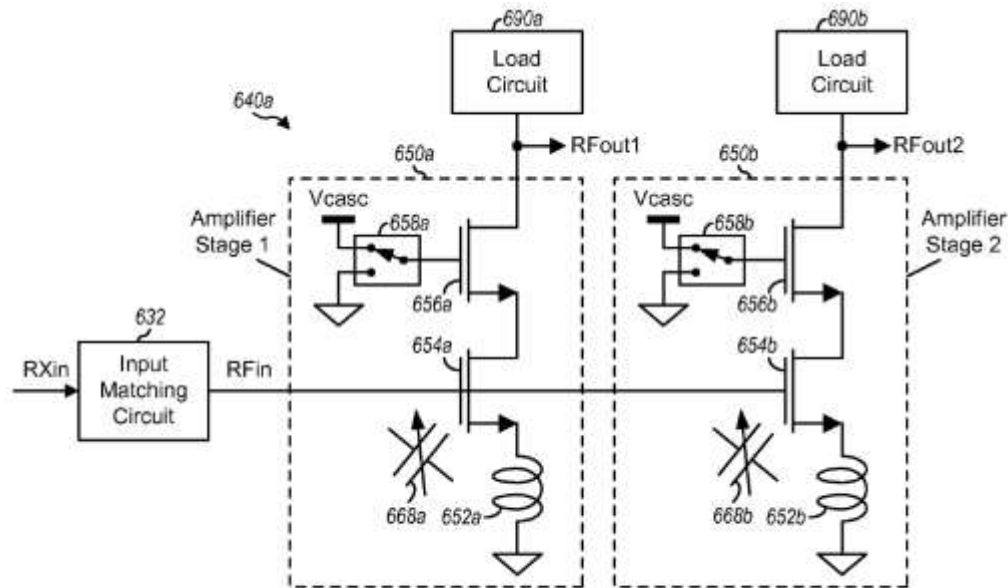 690a
Load
Circuit
690b
Load
Circuit
640a
RFout1
RFout2
650a
650b
Vcasc
658a
Vcasc
658b
Amplifier
Stage 1
Amplifier
Stage 2
656a
656b
632
654a
654b
RXin
Input
Matching
Circuit
RFin
668a
652a
668b
652b